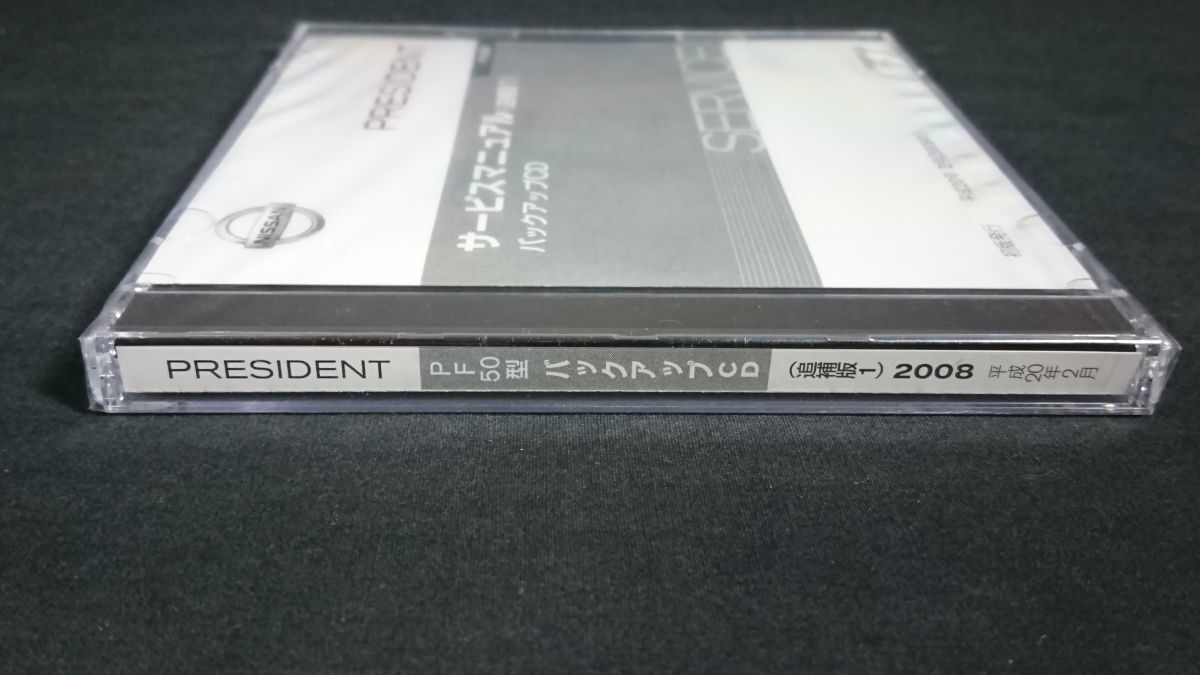 PRESIDENT
NISSAN
サービスマニュアル
バックアップCD
SERVICE
PRESIDENT PF50型 バックアップCD (追補版1) 2008 平成20年2月